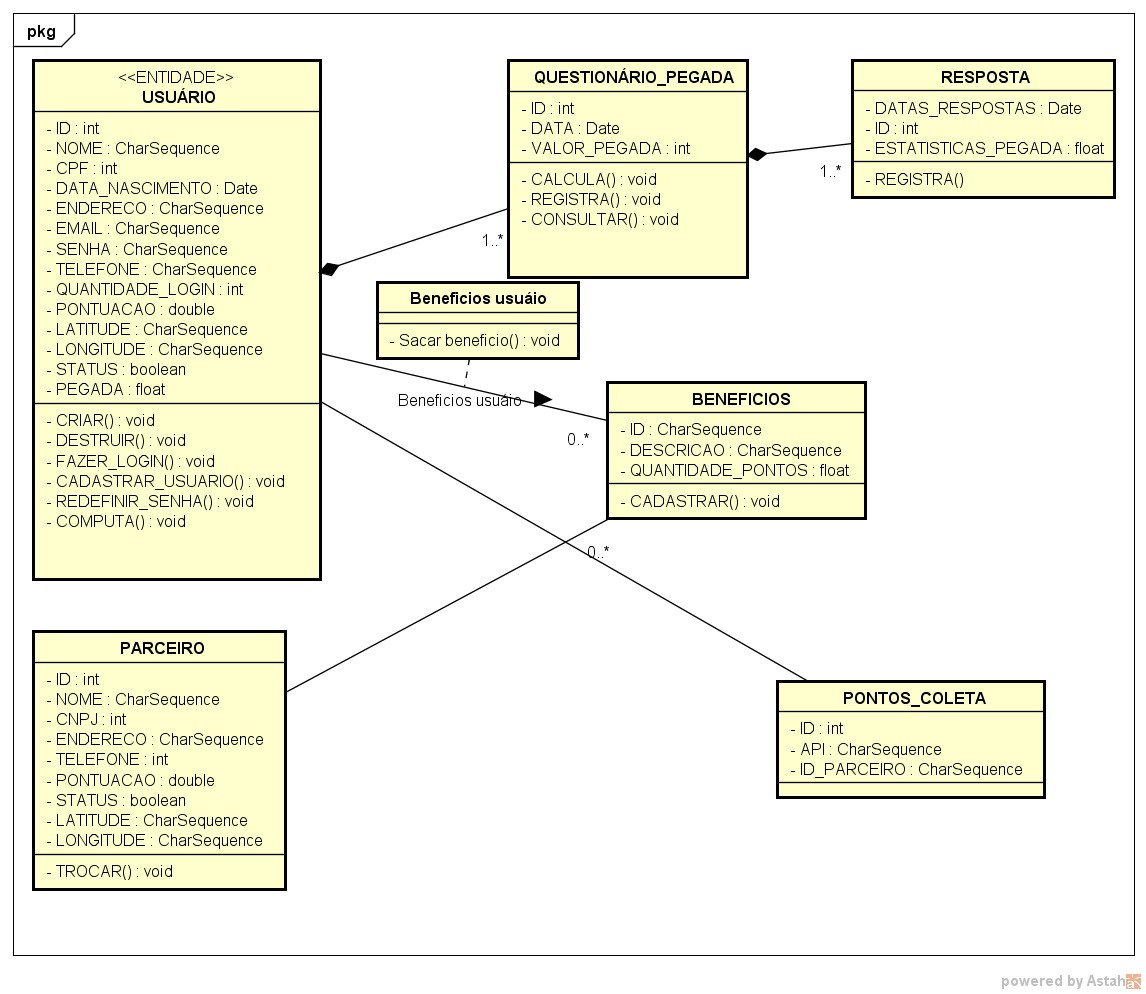 pkg
<<ENTIDADE>>
USUÁRIO
- ID : int
- NOME : CharSequence
- CPF : int
- DATA_NASCIMENTO : Date
- ENDERECO : CharSequence
- EMAIL : CharSequence
- SENHA : CharSequence
- TELEFONE : CharSequence
- QUANTIDADE_LOGIN : int
- PONTUACAO : double
- LATITUDE : CharSequence
- LONGITUDE : CharSequence
- STATUS : boolean
- PEGADA : float
- CRIAR() : void
- DESTRUIR() : void
- FAZER_LOGIN() : void
- CADASTRAR_USUARIO() : void
- REDEFINIR_SENHA() : void
- COMPUTA() : void
QUESTIONÁRIO_PEGADA
- ID : int
- DATA : Date
- VALOR_PEGADA : int
- CALCULA() : void
- REGISTRA() : void
- CONSULTAR() : void
1..*
RESPOSTA
- DATAS_RESPOSTAS : Date
- ID : int
- ESTATISTICAS_PEGADA : float
- REGISTRA()
1..*
Beneficios usuáio
- Sacar beneficio() : void
Beneficios usuáio
0..*
BENEFICIOS
- ID : CharSequence
- DESCRICAO : CharSequence
- QUANTIDADE_PONTOS : float
- CADASTRAR() : void
0..*
PARCEIRO
- ID : int
- NOME : CharSequence
- CNPJ : int
- ENDERECO : CharSequence
- TELEFONE : int
- PONTUACAO : double
- STATUS : boolean
- LATITUDE : CharSequence
- LONGITUDE : CharSequence
- TROCAR() : void
PONTOS_COLETA
- ID : int
- API : CharSequence
- ID_PARCEIRO : CharSequence
powered by Astah